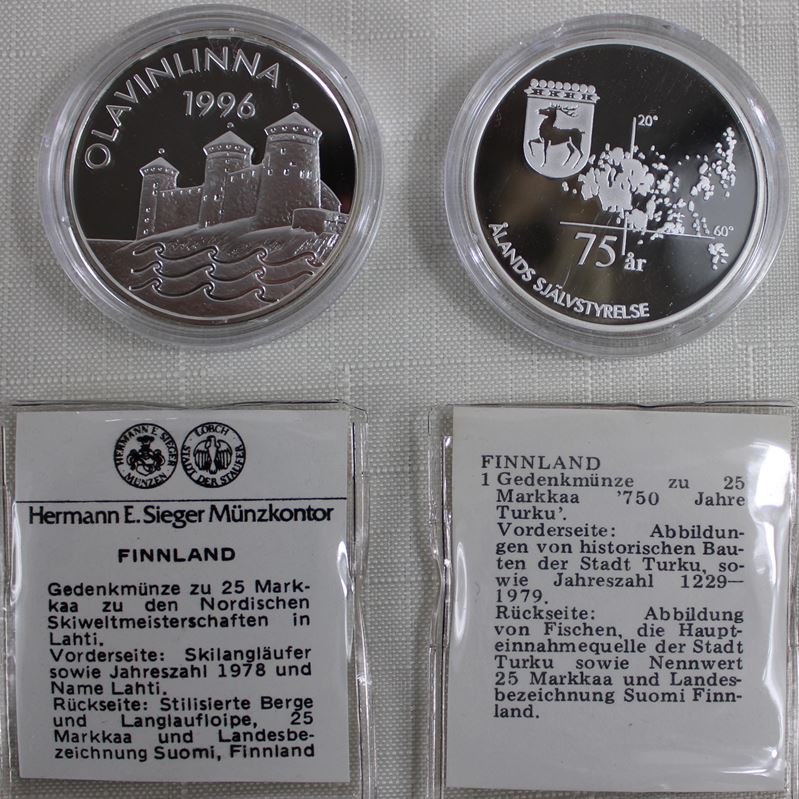 OLAVINLINNA
1996
20°
60°
75 år
ÅLANDS SJÄLVSTYRELSE
HERMANN E. SIEGER
MÜNZEN
LORCH
STADT DER STAUFER
Hermann E. Sieger Münzkontor
FINNLAND
Gedenkmünze zu 25 Mark-
kaa zu den Nordischen
Skiweltmeisterschaften in
Lahti.
Vorderseite: Skilangläufer
sowie Jahreszahl 1978 und
Name Lahti.
Rückseite: Stilisierte Berge
und Langlaufloipe, 25
Markkaa und Landesbe-
zeichnung Suomi, Finnland
FINNLAND
1 Gedenkmünze zu 25
Markkaa '750 Jahre
Turku'.
Vorderseite: Abbildun-
gen von historischen Bau-
ten der Stadt Turku, so-
wie Jahreszahl 1229—
1979.
Rückseite: Abbildung
von Fischen, die Haupt-
einnahmequelle der Stadt
Turku sowie Nennwert
25 Markkaa und Landes-
bezeichnung Suomi Finn-
land.